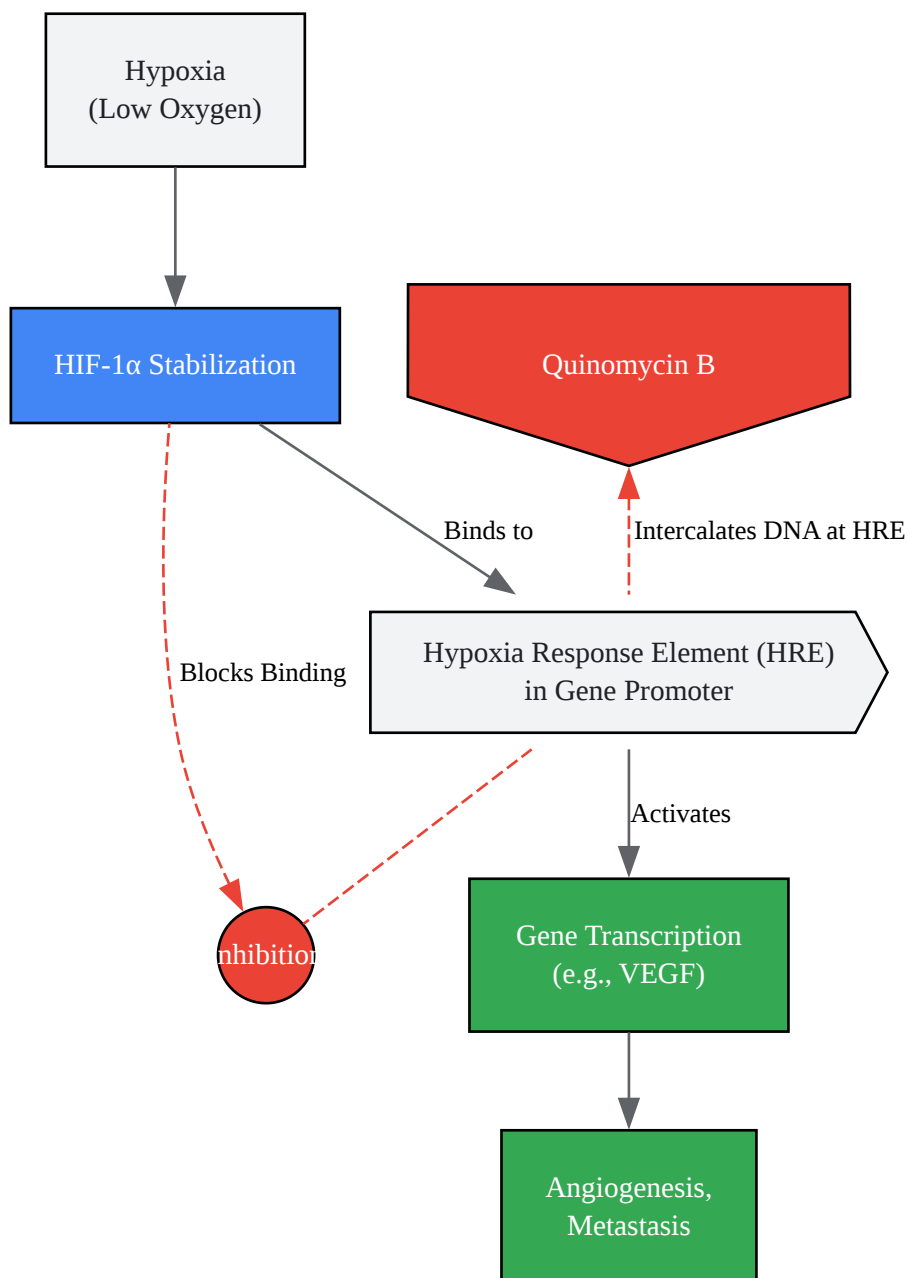 Hypoxia
(Low Oxygen)
HIF-1α Stabilization
Quinomycin B
Binds to
Intercalates DNA at HRE
Hypoxia Response Element (HRE)
in Gene Promoter
Blocks Binding
Activates
nhibition
Gene Transcription
(e.g., VEGF)
Angiogenesis,
Metastasis